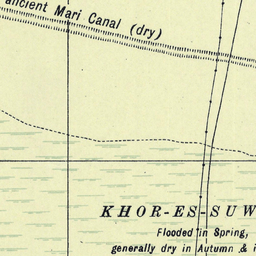 ancient Mari Canal (dry)
KHOR-ES-SUW
Flooded in Spring,
generally dry in Autumn & i